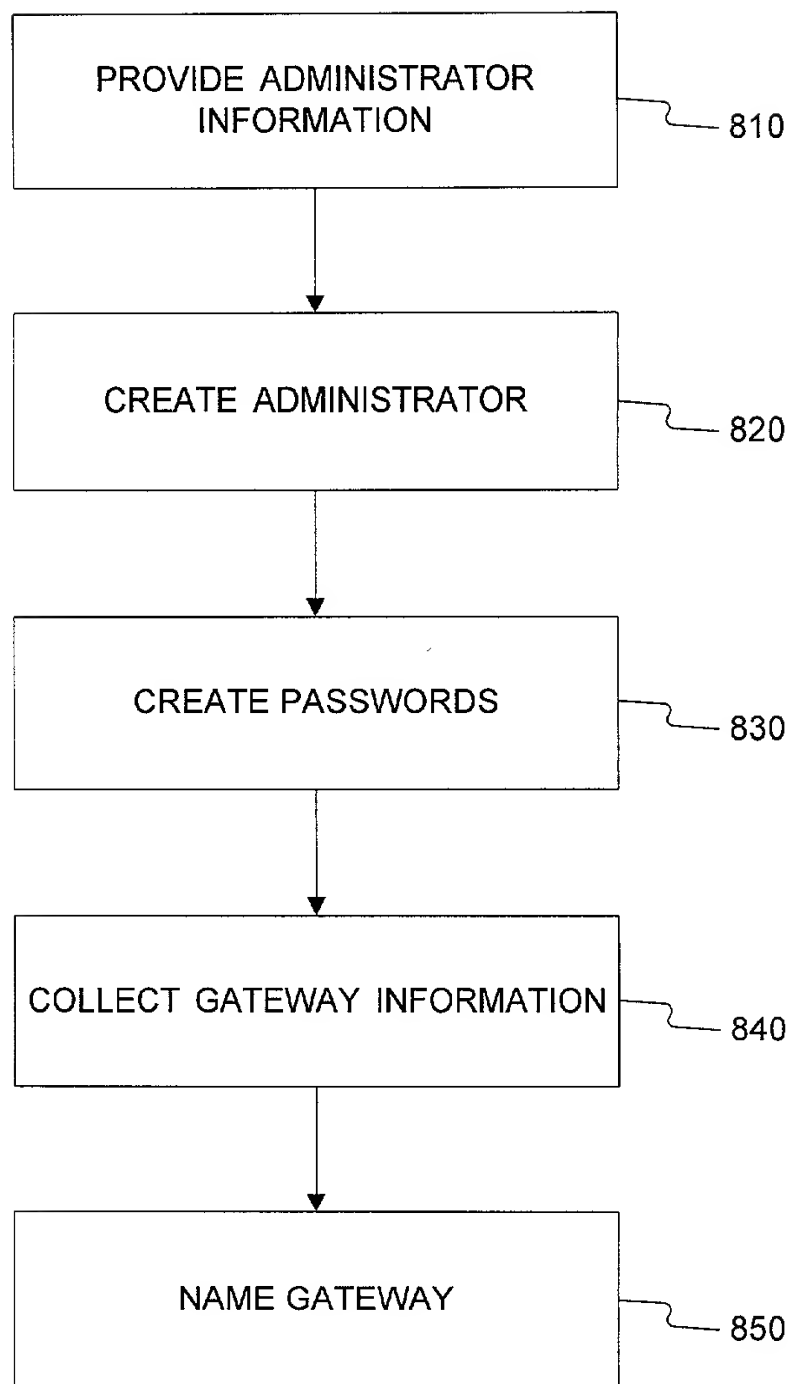 PROVIDE ADMINISTRATOR
INFORMATION
810
CREATE ADMINISTRATOR
820
CREATE PASSWORDS
830
COLLECT GATEWAY INFORMATION
840
NAME GATEWAY
850